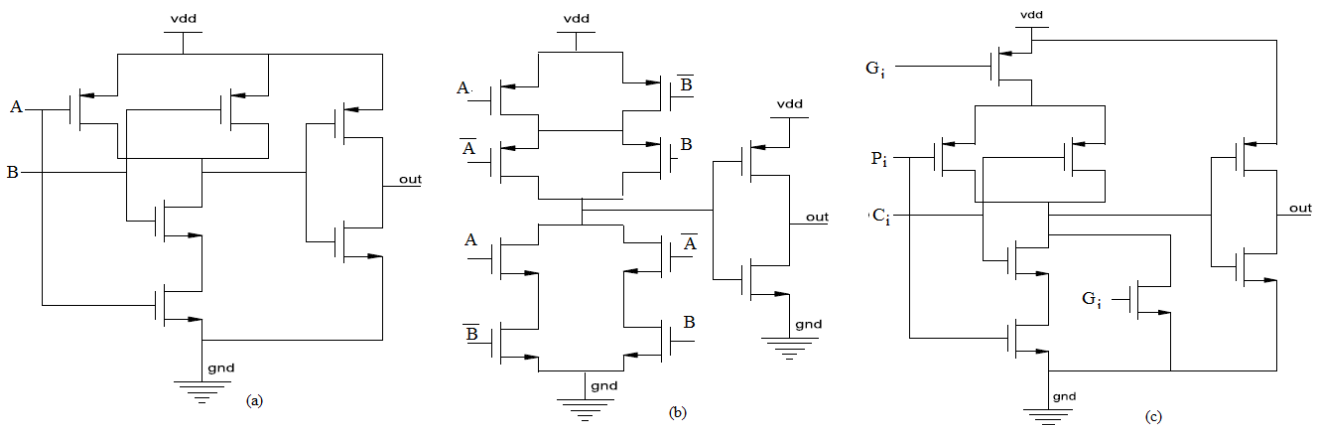 vdd
A
B
out
gnd
(a)
vdd
A
B̅
A̅
B
vdd
out
A
A̅
B̅
B
gnd
gnd
(b)
vdd
Gᵢ
Pᵢ
Cᵢ
out
Gᵢ
gnd
(c)